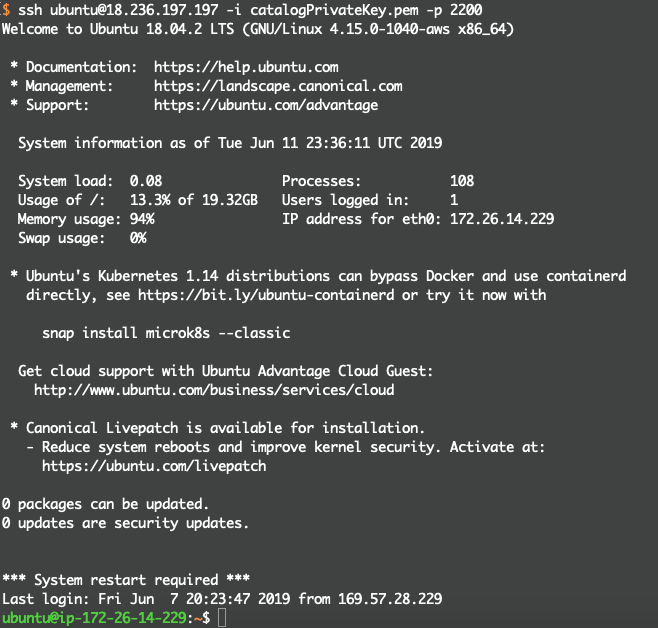 $ ssh ubuntu@18.236.197.197 -i catalogPrivateKey.pem -p 2200
Welcome to Ubuntu 18.04.2 LTS (GNU/Linux 4.15.0-1040-aws x86_64)

 * Documentation:  https://help.ubuntu.com
 * Management:     https://landscape.canonical.com
 * Support:        https://ubuntu.com/advantage

  System information as of Tue Jun 11 23:36:11 UTC 2019

  System load:  0.08               Processes:           108
  Usage of /:   13.3% of 19.32GB   Users logged in:     1
  Memory usage: 94%                IP address for eth0: 172.26.14.229
  Swap usage:   0%

 * Ubuntu's Kubernetes 1.14 distributions can bypass Docker and use containerd
   directly, see https://bit.ly/ubuntu-containerd or try it now with

     snap install microk8s --classic

  Get cloud support with Ubuntu Advantage Cloud Guest:
    http://www.ubuntu.com/business/services/cloud

 * Canonical Livepatch is available for installation.
   - Reduce system reboots and improve kernel security. Activate at:
     https://ubuntu.com/livepatch

0 packages can be updated.
0 updates are security updates.


*** System restart required ***
Last login: Fri Jun  7 20:23:47 2019 from 169.57.28.229
ubuntu@ip-172-26-14-229:~$